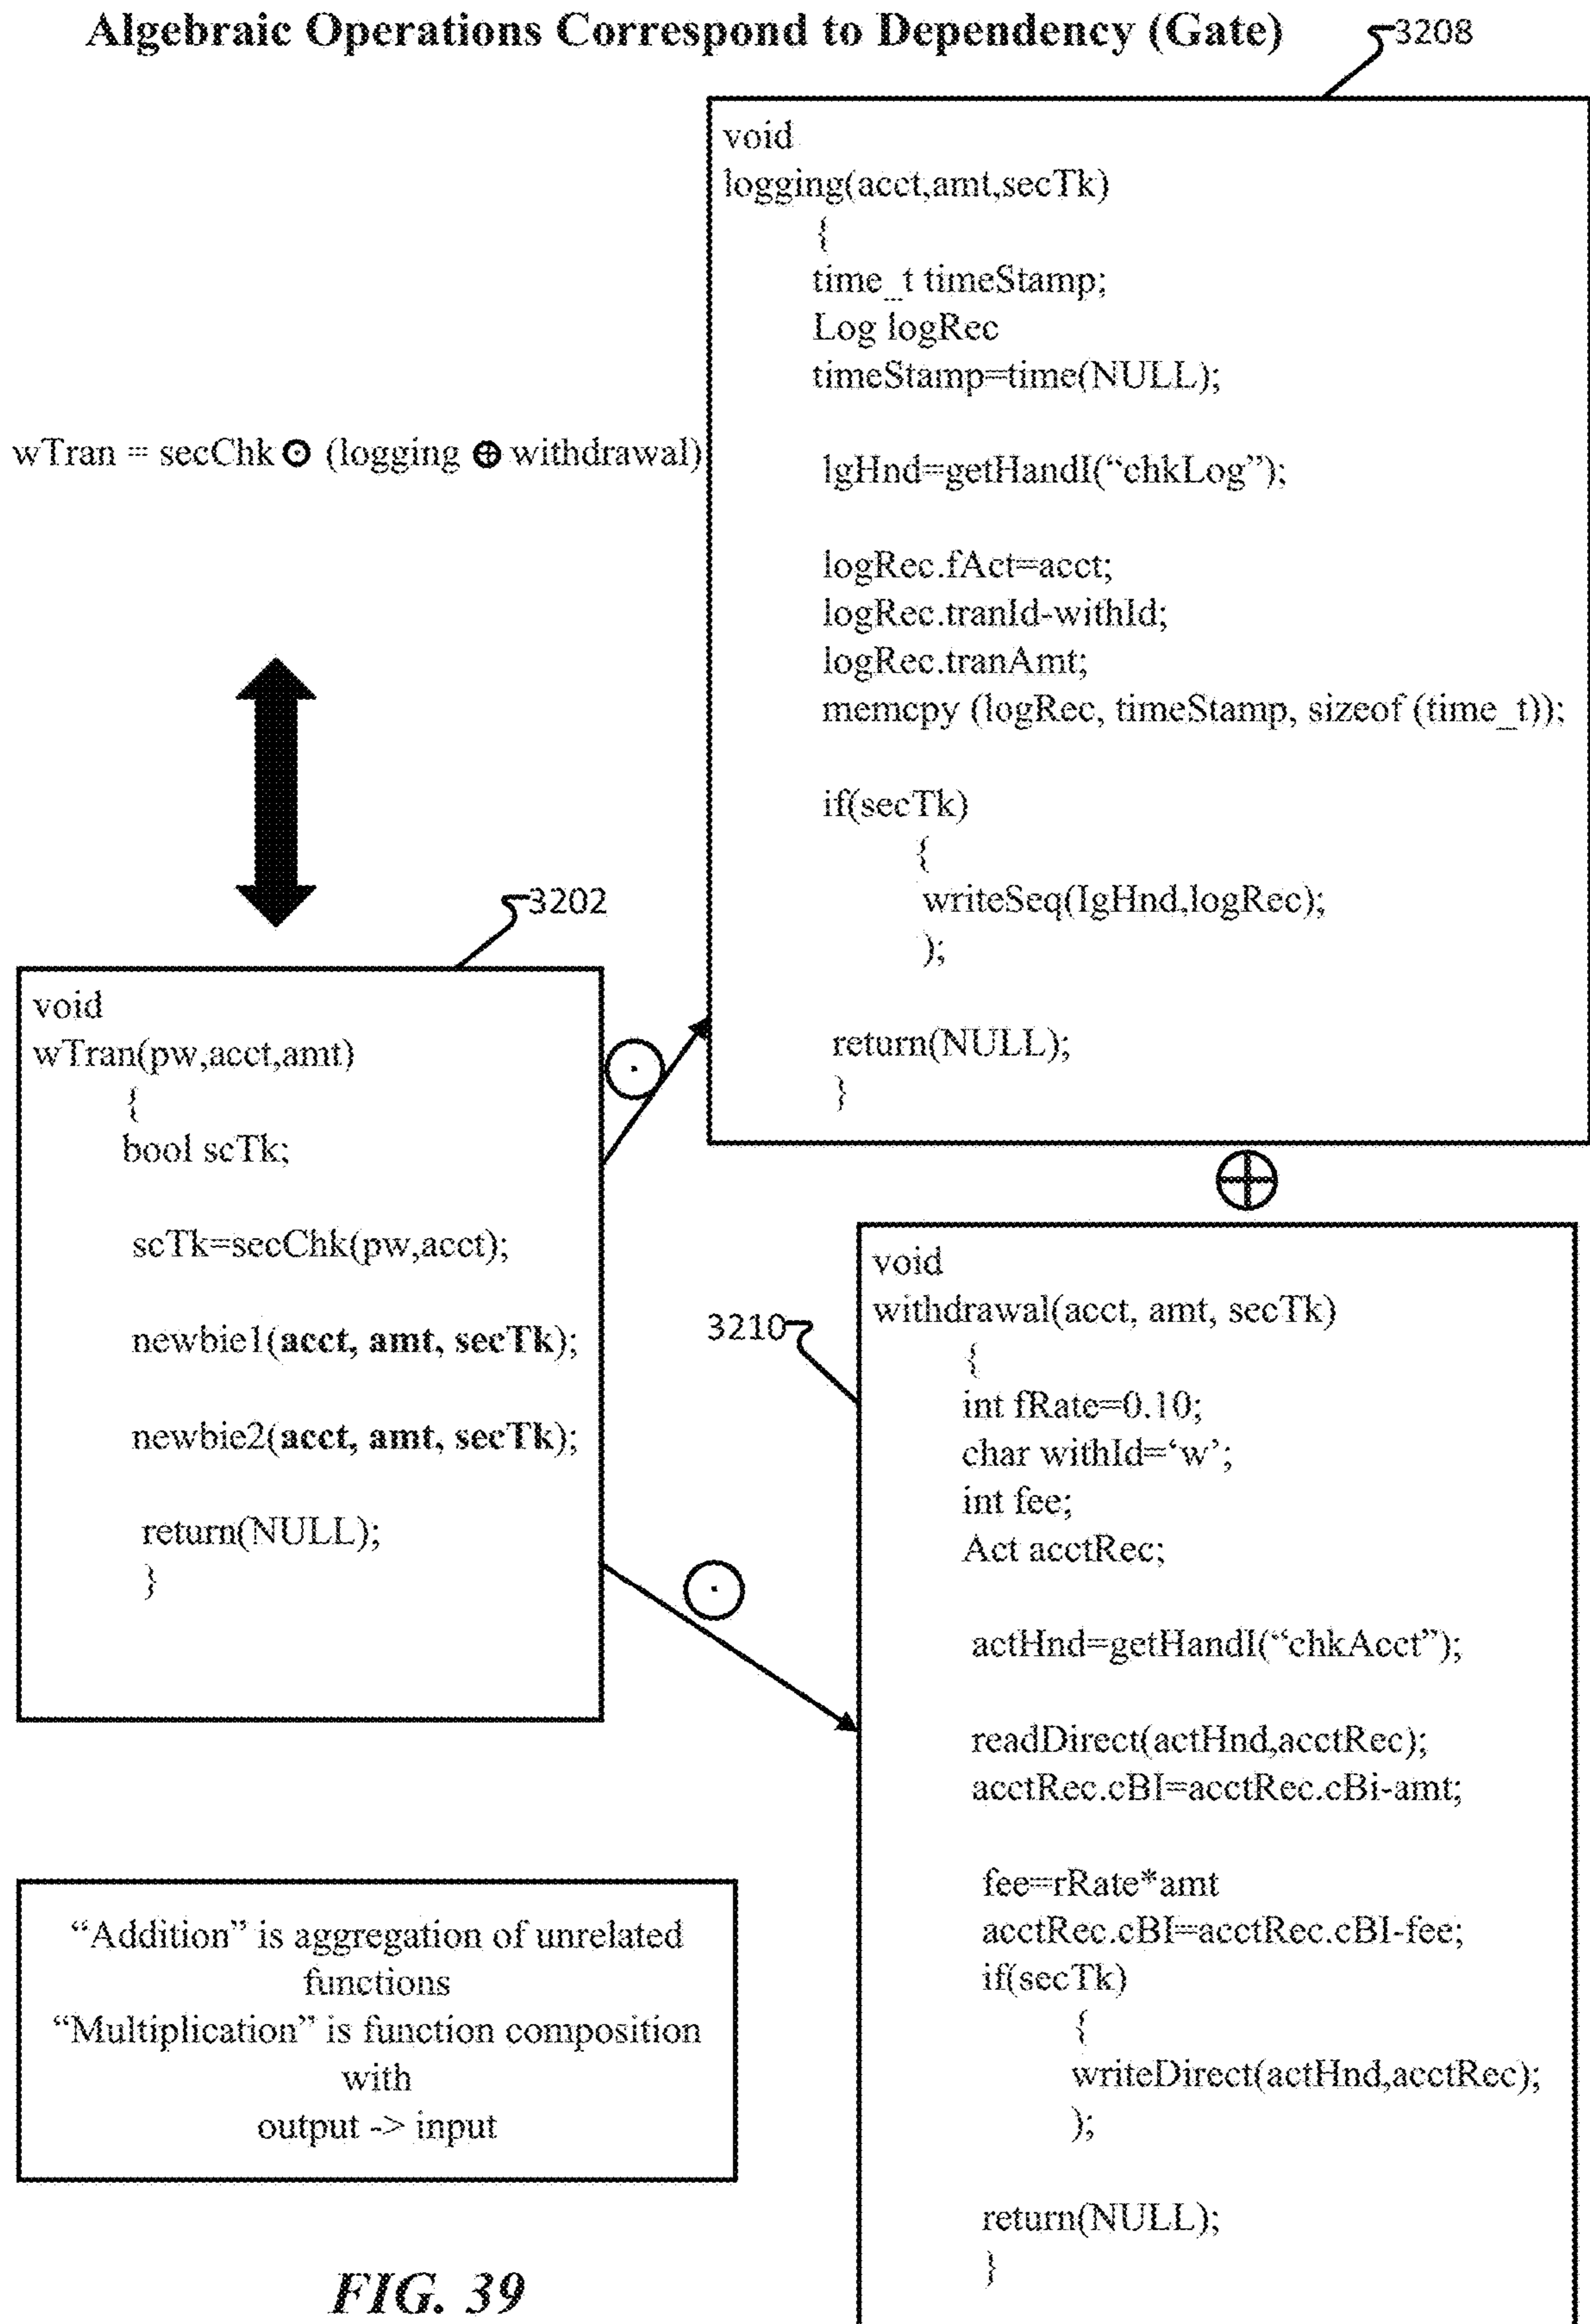 Algebraic Operations Correspond to Dependency (Gate)
3208
void
logging(acct,amt,secTk)
{
time_t timeStamp;
Log logRec
timeStamp=time(NULL);
lgHnd=getHandI(“chkLog”);
logRec.fAct=acct;
logRec.tranId-withId;
logRec.tranAmt;
memcpy (logRec, timeStamp, sizeof (time_t));
if(secTk)
{
writeSeq(IgHnd,logRec);
);
return(NULL);
}
wTran = secChk ⊙ (logging ⊕ withdrawal)
3202
void
wTran(pw,acct,amt)
{
bool scTk;
scTk=secChk(pw,acct);
newbie1(acct, amt, secTk);
newbie2(acct, amt, secTk);
return(NULL);
}
⊙
⊙
⊕
3210
void
withdrawal(acct, amt, secTk)
{
int fRate=0.10;
char withId=‘w’;
int fee;
Act acctRec;
actHnd=getHandI(“chkAcct”);
readDirect(actHnd,acctRec);
acctRec.cBI=acctRec.cBi-amt;
fee=rRate*amt
acctRec.cBI=acctRec.cBI-fee;
if(secTk)
{
writeDirect(actHnd,acctRec);
);
return(NULL);
}
“Addition” is aggregation of unrelated
functions
“Multiplication” is function composition
with
output -> input
FIG. 39